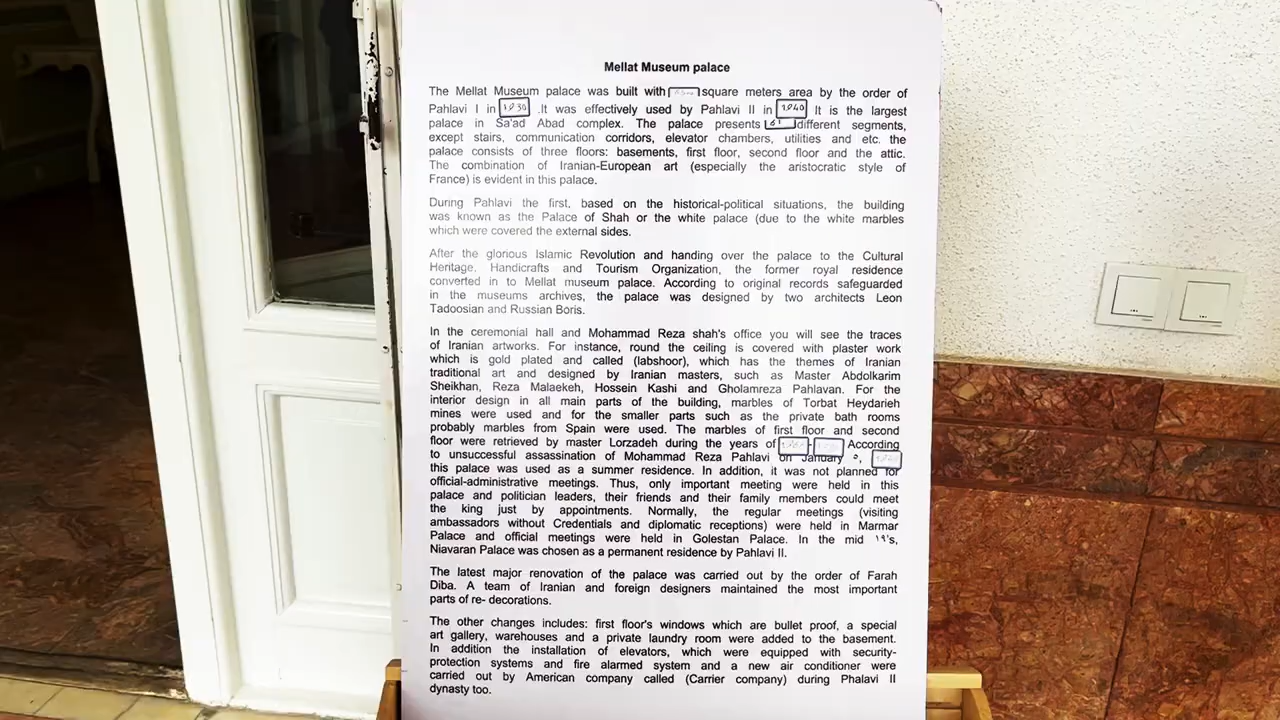 Mellat Museum palace
The Mellat Museum palace was built with square meters area by the order of
Pahlavi I in 1930 .It was effectively used by Pahlavi II in 1940 It is the largest
palace in Sa'ad Abad complex. The palace presents different segments,
except stairs, communication corridors, elevator chambers, utilities and etc. the
palace consists of three floors: basements, first floor, second floor and the attic.
The combination of Iranian-European art (especially the aristocratic style of
France) is evident in this palace.
During Pahlavi the first, based on the historical-political situations, the building
was known as the Palace of Shah or the white palace (due to the white marbles
which were covered the external sides.
After the glorious Islamic Revolution and handing over the palace to the Cultural
Heritage, Handicrafts and Tourism Organization, the former royal residence
converted in to Mellat museum palace. According to original records safeguarded
in the museums archives, the palace was designed by two architects Leon
Tadoosian and Russian Boris.
In the ceremonial hall and Mohammad Reza shah's office you will see the traces
of Iranian artworks. For instance, round the ceiling is covered with plaster work
which is gold plated and called (labshoor), which has the themes of Iranian
traditional art and designed by Iranian masters, such as Master Abdolkarim
Sheikhan, Reza Malaekeh, Hossein Kashi and Gholamreza Pahlavan. For the
interior design in all main parts of the building, marbles of Torbat Heydarieh
mines were used and for the smaller parts such as the private bath rooms
probably marbles from Spain were used. The marbles of first floor and second
floor were retrieved by master Lorzadeh during the years of - According
to unsuccessful assassination of Mohammad Reza Pahlavi on January ,
this palace was used as a summer residence. In addition, it was not planned for
official-administrative meetings. Thus, only important meeting were held in this
palace and politician leaders, their friends and their family members could meet
the king just by appointments. Normally, the regular meetings (visiting
ambassadors without Credentials and diplomatic receptions) were held in Marmar
Palace and official meetings were held in Golestan Palace. In the mid
Niavaran Palace was chosen as a permanent residence by Pahlavi II.
The latest major renovation of the palace was carried out by the order of Farah
Diba. A team of Iranian and foreign designers maintained the most important
parts of re- decorations.
The other changes includes: first floor's windows which are bullet proof, a special
art gallery, warehouses and a private laundry room were added to the basement.
In addition the installation of elevators, which were equipped with security-
protection systems and fire alarmed system and a new air conditioner were
carried out by American company called (Carrier company) during Phalavi II
dynasty too.